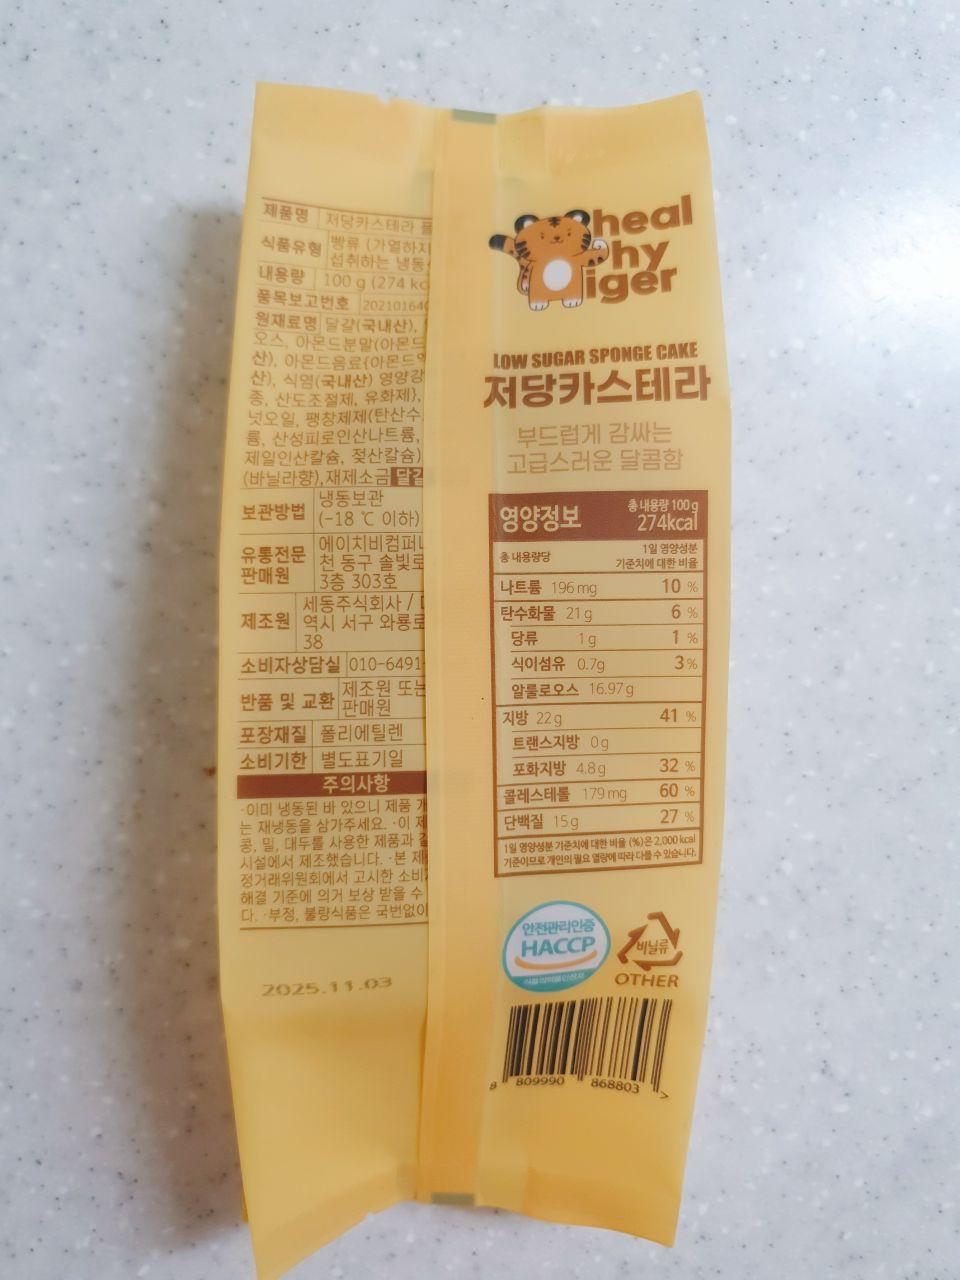 제품명 저당카스테라
식품유형 빵류 (가열하지
섭취하는 냉동
내용량 100 g (274 kc
품목보고번호 202101640
원재료명 달걀(국내산),
오스, 아몬드분말(아몬드
산), 아몬드음료(아몬드
산), 식염(국내산) 영양강
종, 산도조절제, 유화제},
넛오일, 팽창제제(탄산수
륨, 산성피로인산나트륨,
제일인산칼슘, 젖산칼슘)
(바닐라향),재제소금 달걀
보관방법 냉동보관
(-18 ℃ 이하)
유통전문
판매원
에이치비컴퍼니
천 동구 솔빛로
3층 303호
제조원 세동주식회사 /
역시 서구 와룡로
38
소비자상담실 010-6491-
반품 및 교환 제조원 또는
판매원
포장재질 폴리에틸렌
소비기한 별도표기일
주의사항
·이미 냉동된 바 있으니 제품
는 재냉동을 삼가주세요. ·이 제
콩, 밀, 대두를 사용한 제품과 같
시설에서 제조했습니다. ·본 제
정거래위원회에서 고시한 소비
해결 기준에 의거 보상 받을 수
다. ·부정, 불량식품은 국번없이
2025.11.03
heal
hy
iger
LOW SUGAR SPONGE CAKE
저당카스테라
부드럽게 감싸는
고급스러운 달콤함
영양정보 총 내용량 100 g
274kcal
총 내용량당 1일 영양성분
기준치에 대한 비율
나트륨 196 mg 10 %
탄수화물 21 g 6 %
당류 1 g 1 %
식이섬유 0.7g 3 %
알룰로오스 16.97 g
지방 22 g 41 %
트랜스지방 0 g
포화지방 4.8 g 32 %
콜레스테롤 179 mg 60 %
단백질 15 g 27 %
1일 영양성분 기준치에 대한 비율 (%)은 2,000 kcal
기준이므로 개인의 필요 열량에 따라 다를 수 있습니다.
안전관리인증
HACCP
식품의약품안전처
비닐류
OTHER
8 809990 868803 >